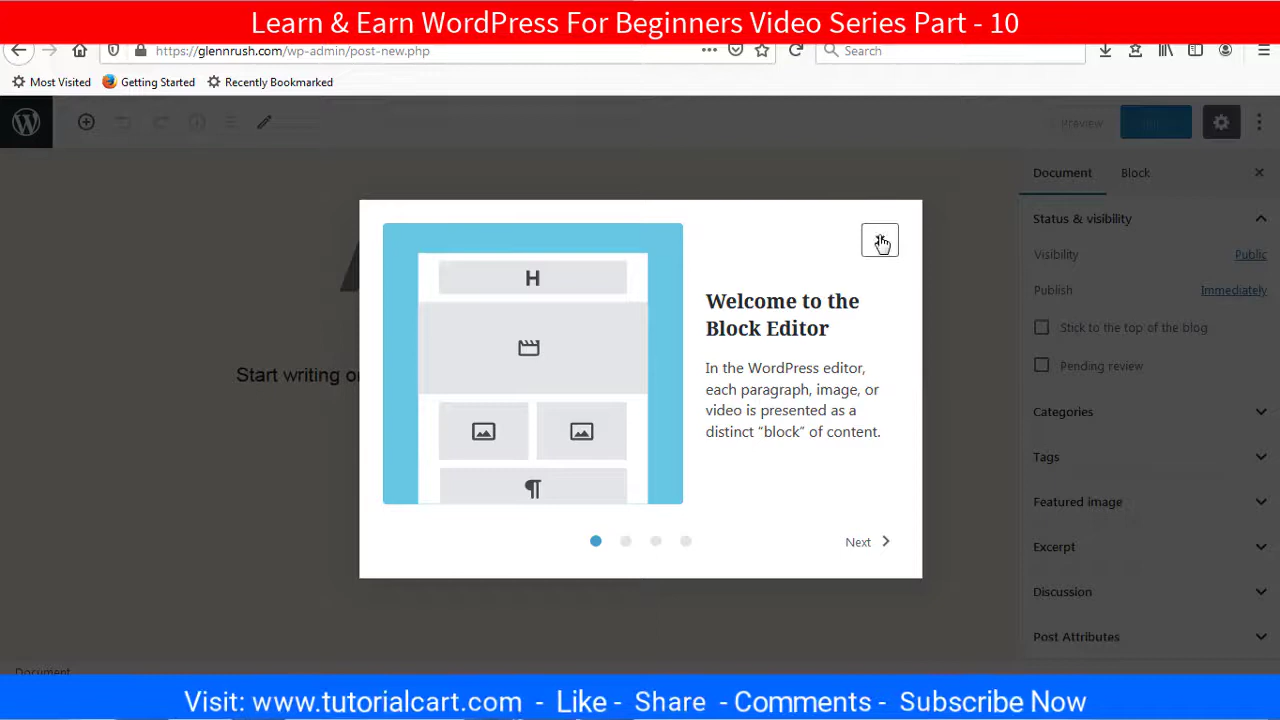 Learn & Earn WordPress For Beginners Video Series Part - 10
https://glennrush.com/wp-admin/post-new.php
Search
Most Visited
Getting Started
Recently Bookmarked
Preview
Document
Block
Status & visibility
Visibility
Public
Publish
Immediately
Stick to the top of the blog
Pending review
Categories
Tags
Featured image
Excerpt
Discussion
Post Attributes
Start writing or
H
Welcome to the
Block Editor
In the WordPress editor,
each paragraph, image, or
video is presented as a
distinct “block” of content.
Next
Document
Visit: www.tutorialcart.com - Like - Share - Comments - Subscribe Now